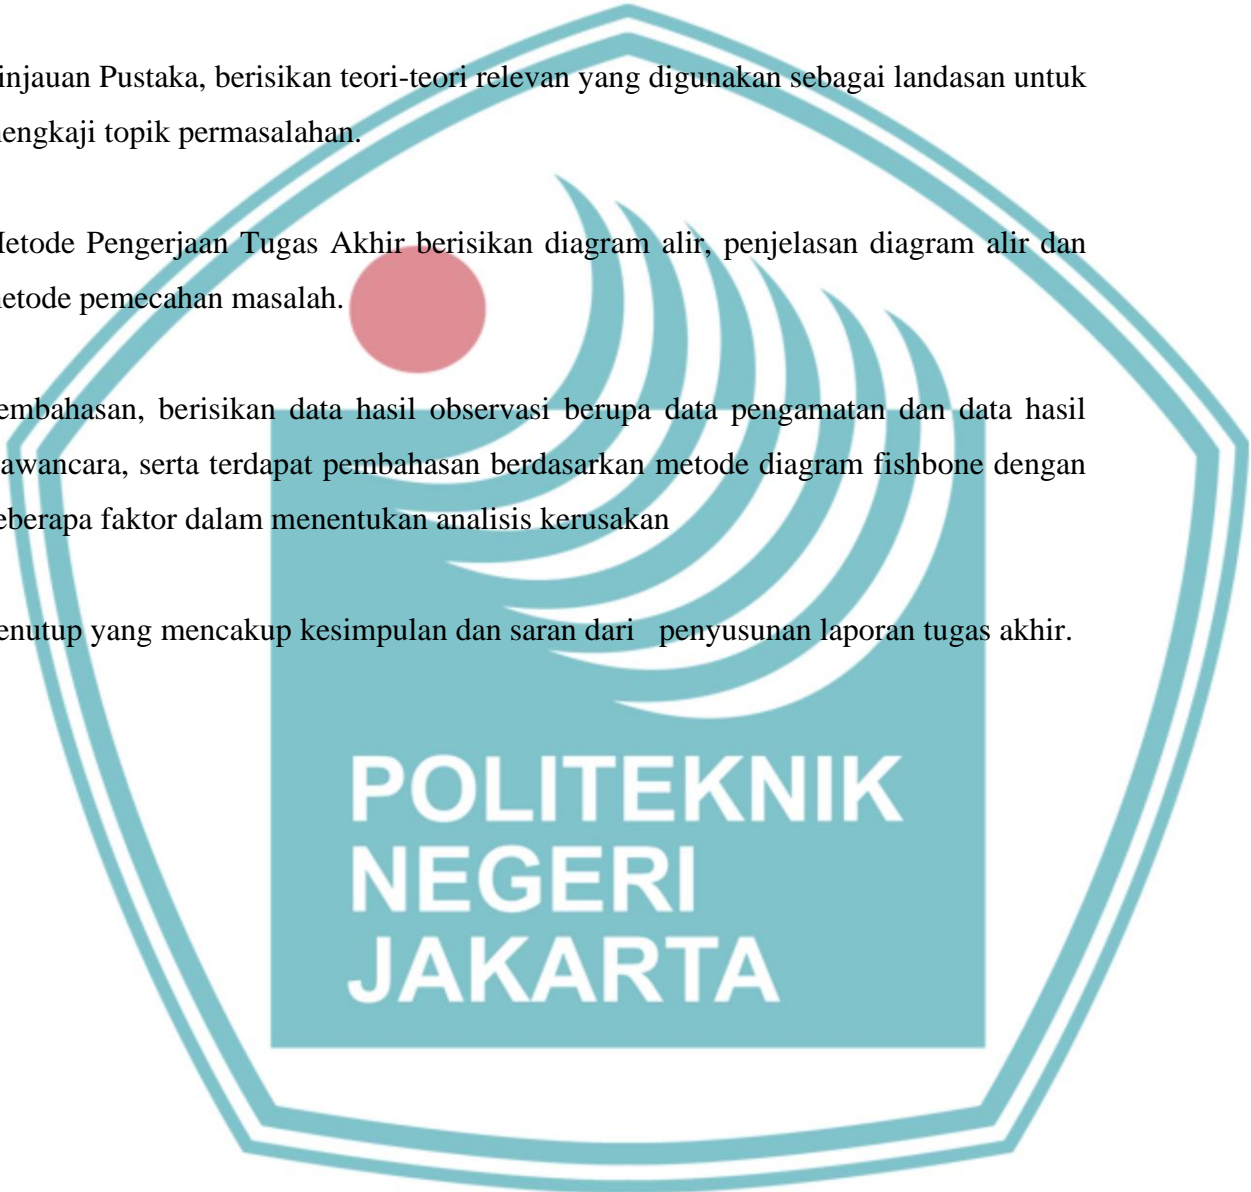 injauan Pustaka, berisikan teori-teori relevan yang digunakan sebagai landasan untuk
nengkaji topik permasalahan.
Metode Pengerjaan Tugas Akhir berisikan diagram alir, penjelasan diagram alir dan
netode pemecahan masalah.
embahasan, berisikan data hasil observasi berupa data pengamatan dan data hasil
awancara, serta terdapat pembahasan berdasarkan metode diagram fishbone dengan
eberapa faktor dalam menentukan analisis kerusakan
enutup yang mencakup kesimpulan dan saran dari penyusunan laporan tugas akhir.
POLITEKNIK
NEGERI
JAKARTA